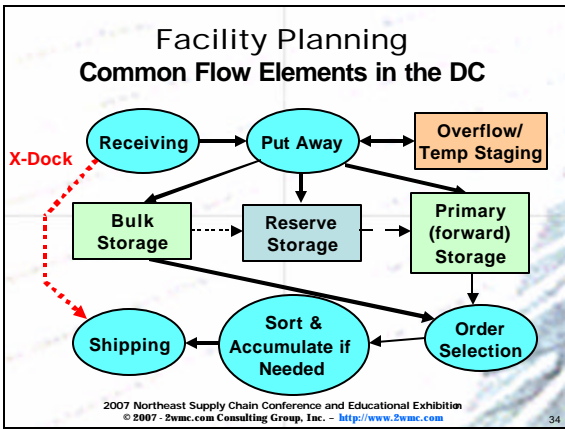 Facility Planning
Common Flow Elements in the DC
Receiving
Put Away
Overflow/
Temp Staging
X-Dock
Bulk
Storage
Reserve
Storage
Primary
(forward)
Storage
Shipping
Sort &
Accumulate if
Needed
Order
Selection
2007 Northeast Supply Chain Conference and Educational Exhibition
© 2007 - 2wmc.com Consulting Group, Inc. – http://www.2wmc.com
34